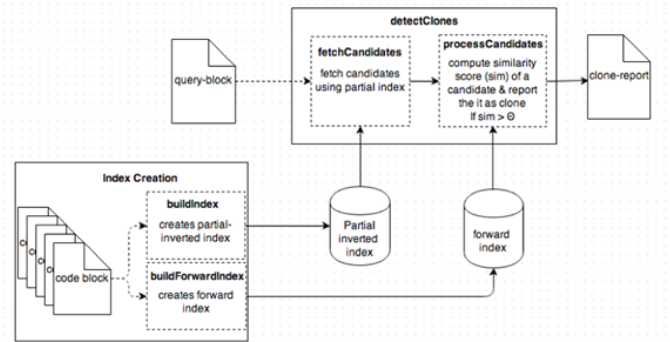 detectClones
fetchCandidates
fetch candidates
using partial index
processCandidates
compute similarity
score (sim) of a
candidate & report
the it as clone
If sim > Θ
query-block
clone-report
Index Creation
buildIndex
creates partial-
inverted index
buildForwardIndex
creates forward
index
code block
Partial
inverted
index
forward
index